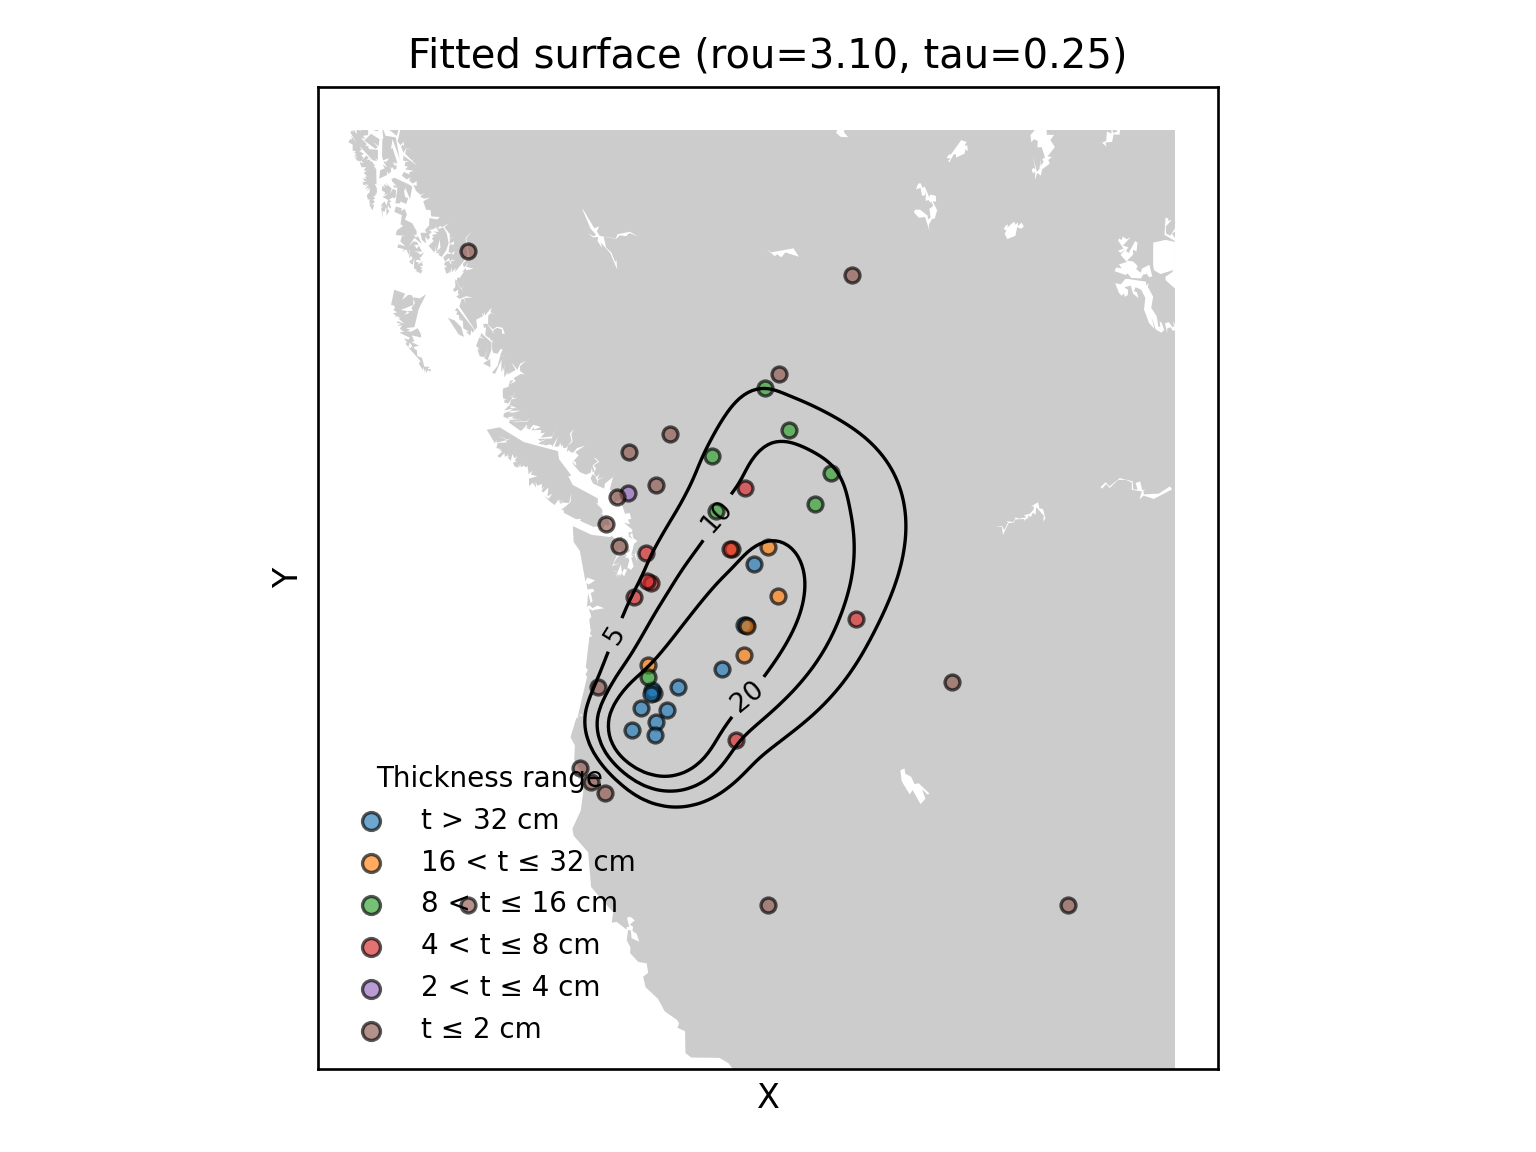 Fitted surface (rou=3.10, tau=0.25)
Y
10
5
20
Thickness range
t > 32 cm
16 < t ≤ 32 cm
8 < t ≤ 16 cm
4 < t ≤ 8 cm
2 < t ≤ 4 cm
t ≤ 2 cm
X